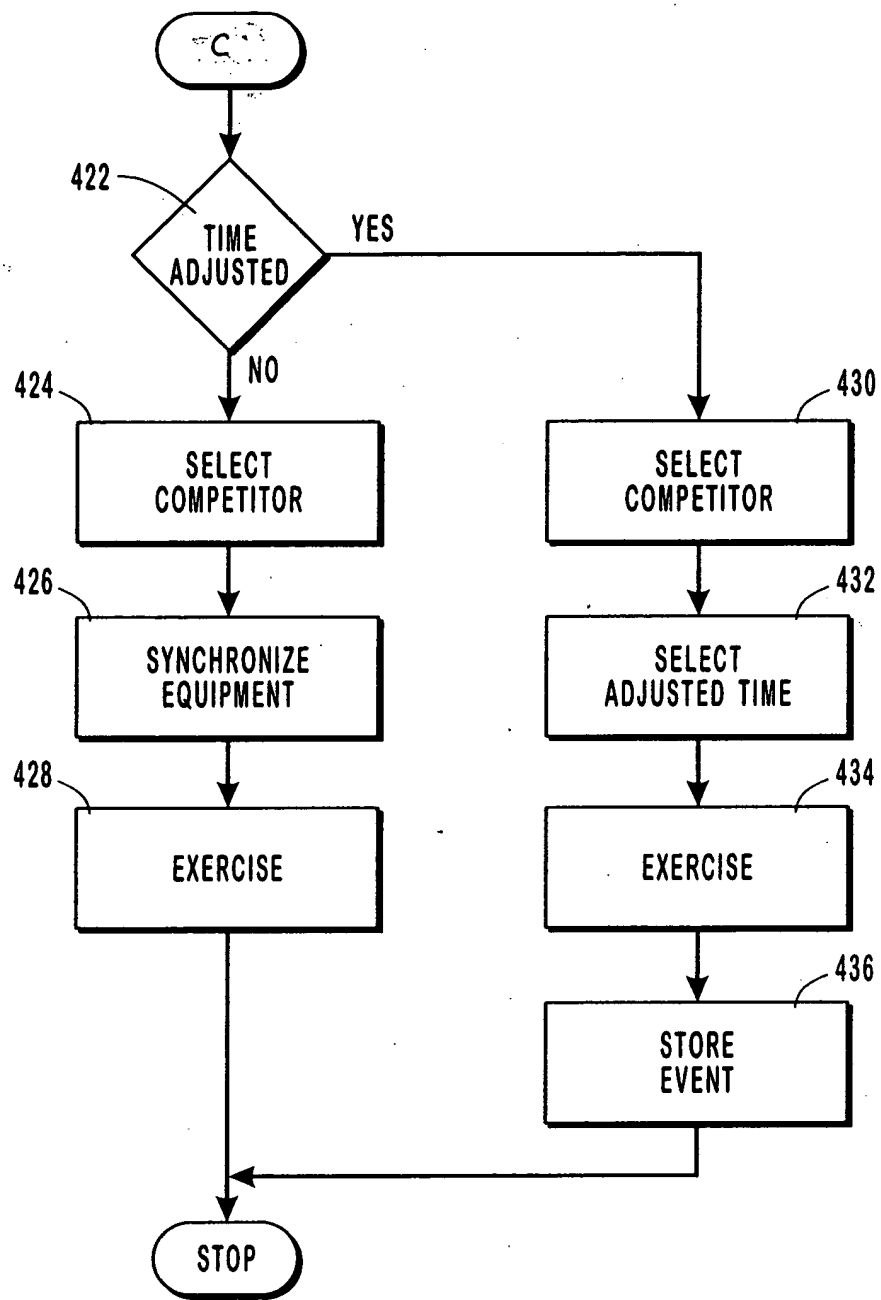 C
422
TIME
ADJUSTED
YES
NO
424
SELECT
COMPETITOR
426
SYNCHRONIZE
EQUIPMENT
428
EXERCISE
430
SELECT
COMPETITOR
432
SELECT
ADJUSTED TIME
434
EXERCISE
436
STORE
EVENT
STOP